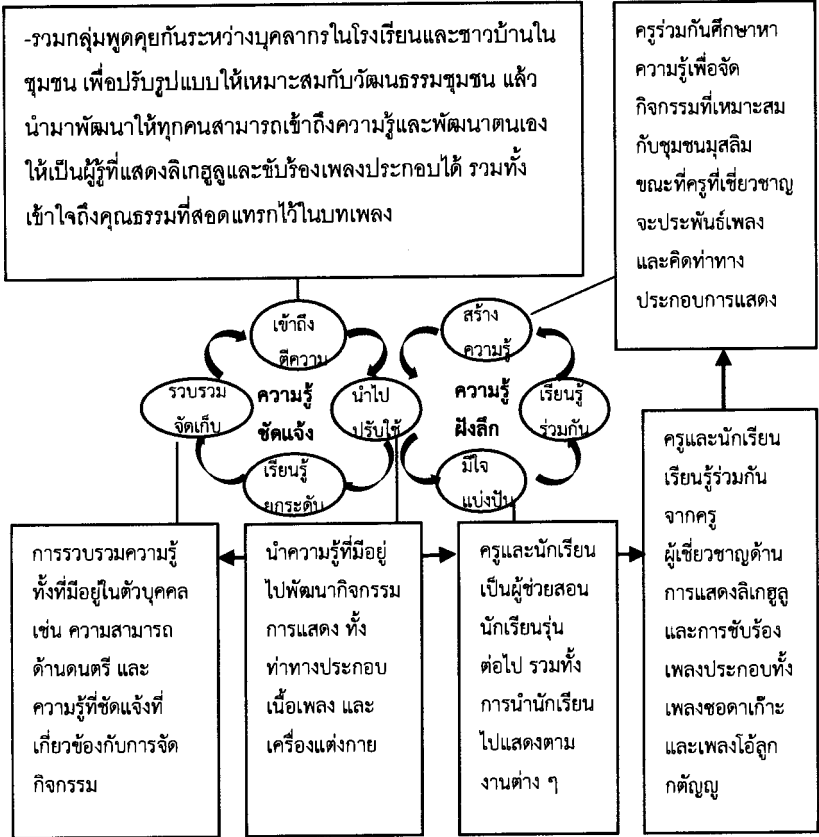 -รวมกลุ่มพูดคุยกันระหว่างบุคลากรในโรงเรียนและชาวบ้านใน
ชุมชน เพื่อปรับรูปแบบให้เหมาะสมกับวัฒนธรรมชุมชน แล้ว
นำมาพัฒนาให้ทุกคนสามารถเข้าถึงความรู้และพัฒนาตนเอง
ให้เป็นผู้รู้ที่แสดงลิเกฮูลูและขับร้องเพลงประกอบได้ รวมทั้ง
เข้าใจถึงคุณธรรมที่สอดแทรกไว้ในบทเพลง
ครูร่วมกันศึกษาหา
ความรู้เพื่อจัด
กิจกรรมที่เหมาะสม
กับชุมชนมุสลิม
ขณะที่ครูที่เชี่ยวชาญ
จะประพันธ์เพลง
และคิดท่าทาง
ประกอบการแสดง
เข้าถึง
ตีความ
รวบรวม
จัดเก็บ
ความรู้
ชัดแจ้ง
นำไป
ปรับใช้
เรียนรู้
ยกระดับ
สร้าง
ความรู้
ความรู้
ฝังลึก
เรียนรู้
ร่วมกัน
มีใจ
แบ่งปัน
การรวบรวมความรู้
ทั้งที่มีอยู่ในตัวบุคคล
เช่น ความสามารถ
ด้านดนตรี และ
ความรู้ที่ชัดแจ้งที่
เกี่ยวข้องกับการจัด
กิจกรรม
นำความรู้ที่มีอยู่
ไปพัฒนากิจกรรม
การแสดง ทั้ง
ท่าทางประกอบ
เนื้อเพลง และ
เครื่องแต่งกาย
ครูและนักเรียน
เป็นผู้ช่วยสอน
นักเรียนรุ่น
ต่อไป รวมทั้ง
การนำนักเรียน
ไปแสดงตาม
งานต่าง ๆ
ครูและนักเรียน
เรียนรู้ร่วมกัน
จากครู
ผู้เชี่ยวชาญด้าน
การแสดงลิเกฮูลู
และการขับร้อง
เพลงประกอบทั้ง
เพลงซอดาเก๊าะ
และเพลงโอ้ลูก
กตัญญู